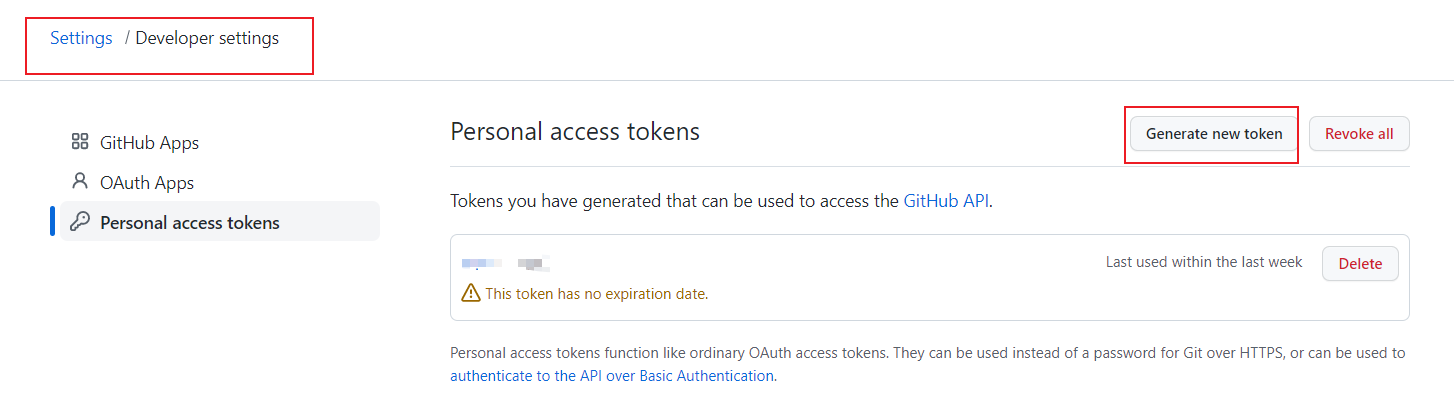 Settings / Developer settings
GitHub Apps
OAuth Apps
Personal access tokens
Personal access tokens
Generate new token
Revoke all
Tokens you have generated that can be used to access the GitHub API.
Last used within the last week
Delete
This token has no expiration date.
Personal access tokens function like ordinary OAuth access tokens. They can be used instead of a password for Git over HTTPS, or can be used to
authenticate to the API over Basic Authentication.